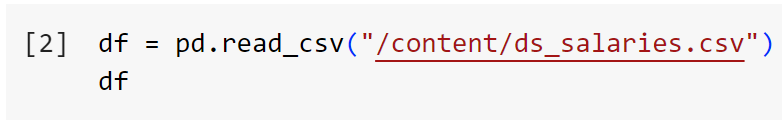 [2] df = pd.read_csv("/content/ds_salaries.csv")
df